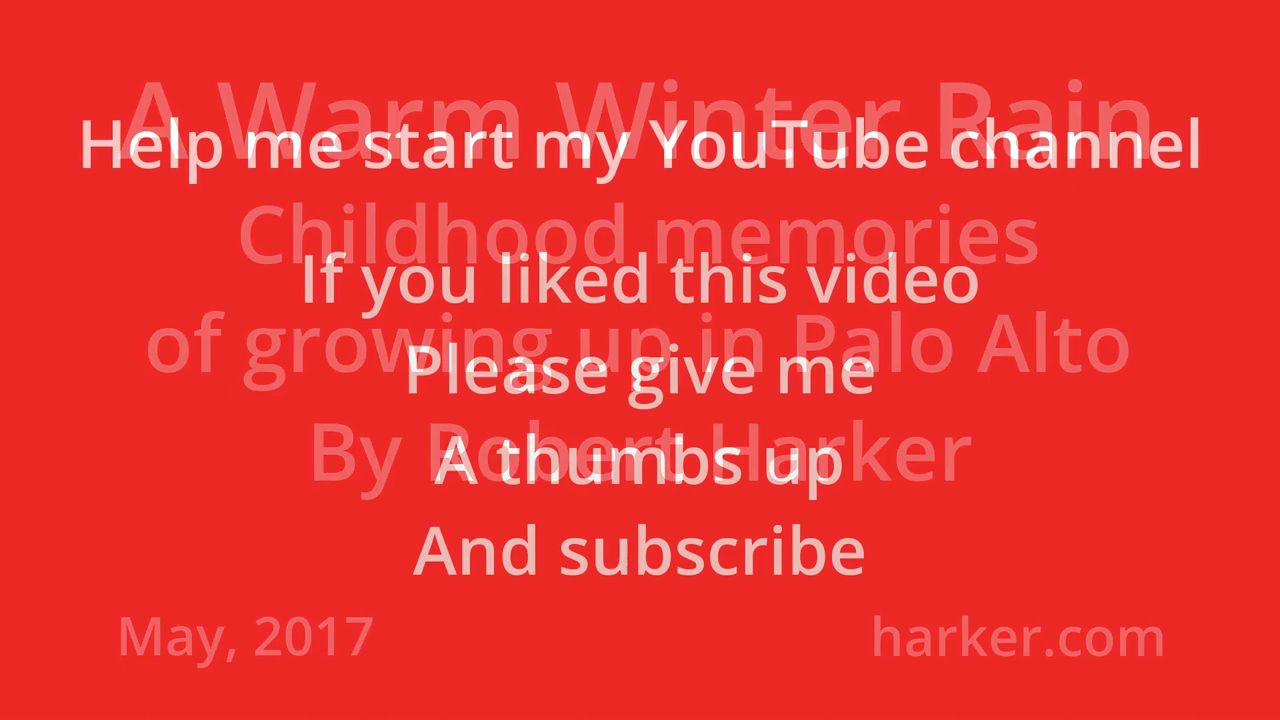 A Warm Winter Rain
Help me start my YouTube channel
Childhood memories
If you liked this video
of growing up in Palo Alto
Please give me
By Robert Harker
A thumbs up
And subscribe
May, 2017
harker.com